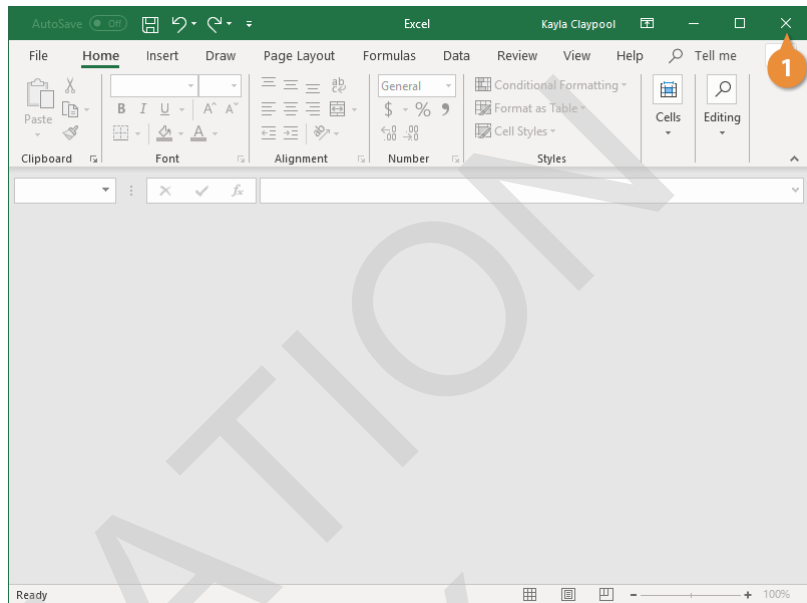 AutoSave Off Excel Kayla Claypool
File Home Insert Draw Page Layout Formulas Data Review View Help Tell me
1
General
Conditional Formatting
Paste
B I U A A
$ % 9
Format as Table
Cells Editing
A
Cell Styles
Clipboard Font Alignment Number Styles
fx
ATION
Ready 100%